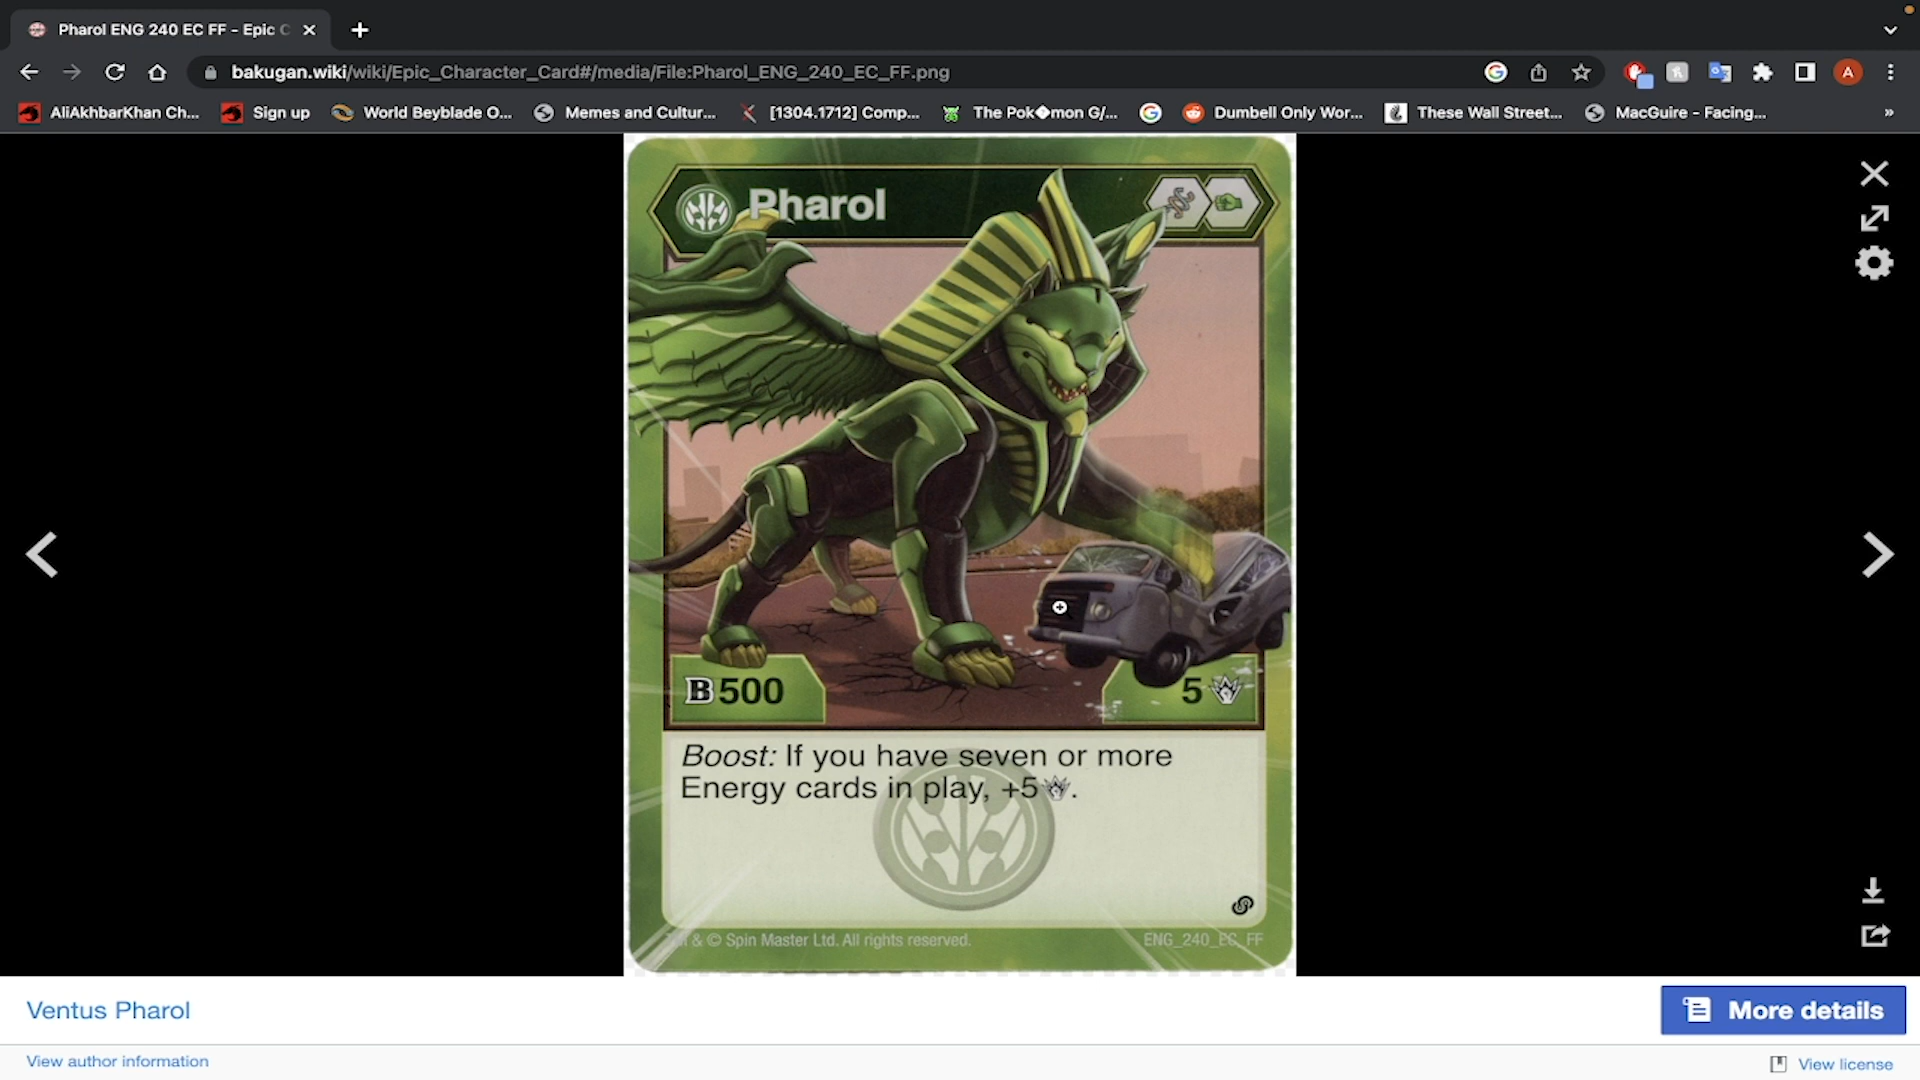 Pharol ENG 240 EC FF - Epic C
bakugan.wiki/wiki/Epic_Character_Card#/media/File:Pharol_ENG_240_EC_FF.png
A
AliAkhbarKhan Ch...
Sign up
World Beyblade O...
Memes and Cultur...
[1304.1712] Comp...
The Pok�mon G/...
Dumbell Only Wor...
These Wall Street...
MacGuire - Facing...
»
Pharol
B 500
5
Boost: If you have seven or more
Energy cards in play, +5 .
& © Spin Master Ltd. All rights reserved.
ENG_240_EC_FF
Ventus Pharol
More details
View author information
View license